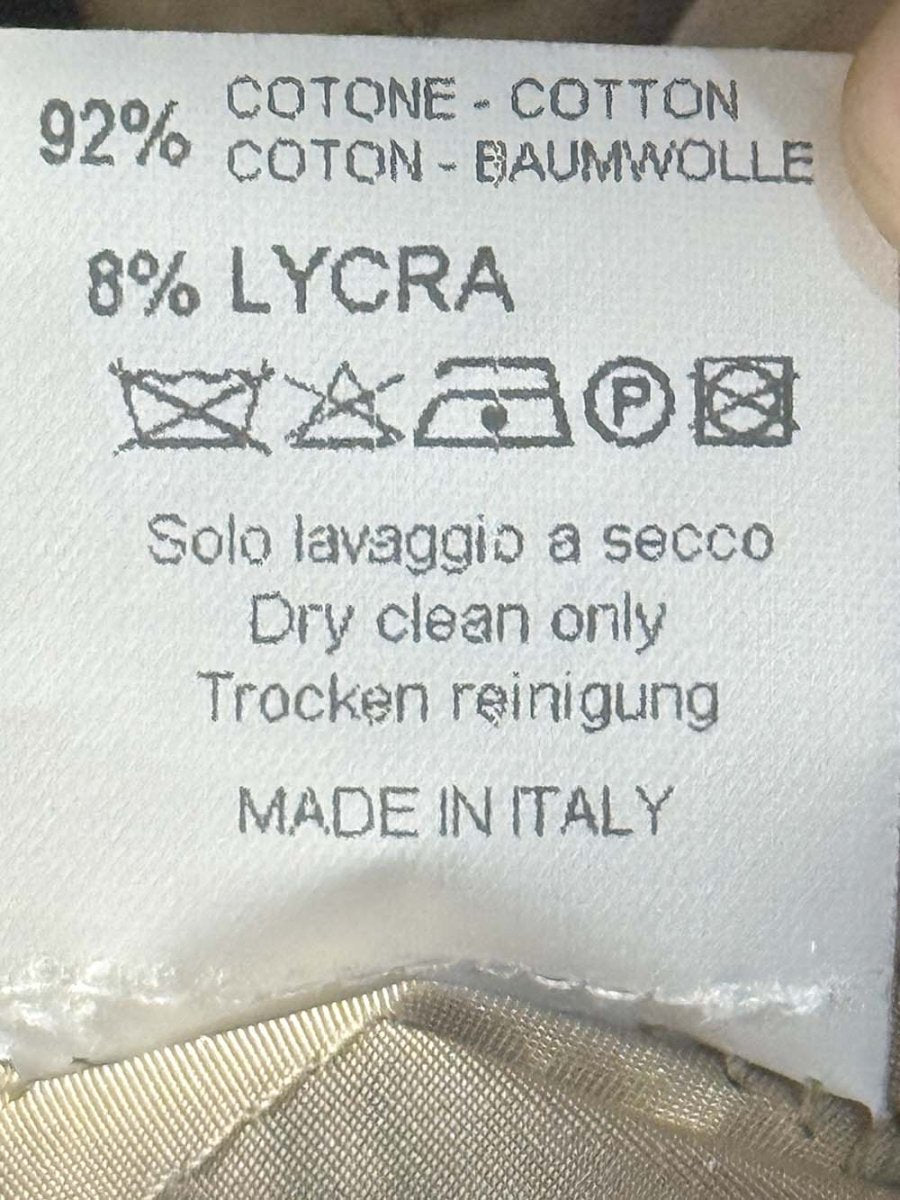 92% COTONE - COTTON
COTON - BAUMWOLLE
8% LYCRA
P
Solo lavaggio a secco
Dry clean only
Trocken reinigung
MADE IN ITALY